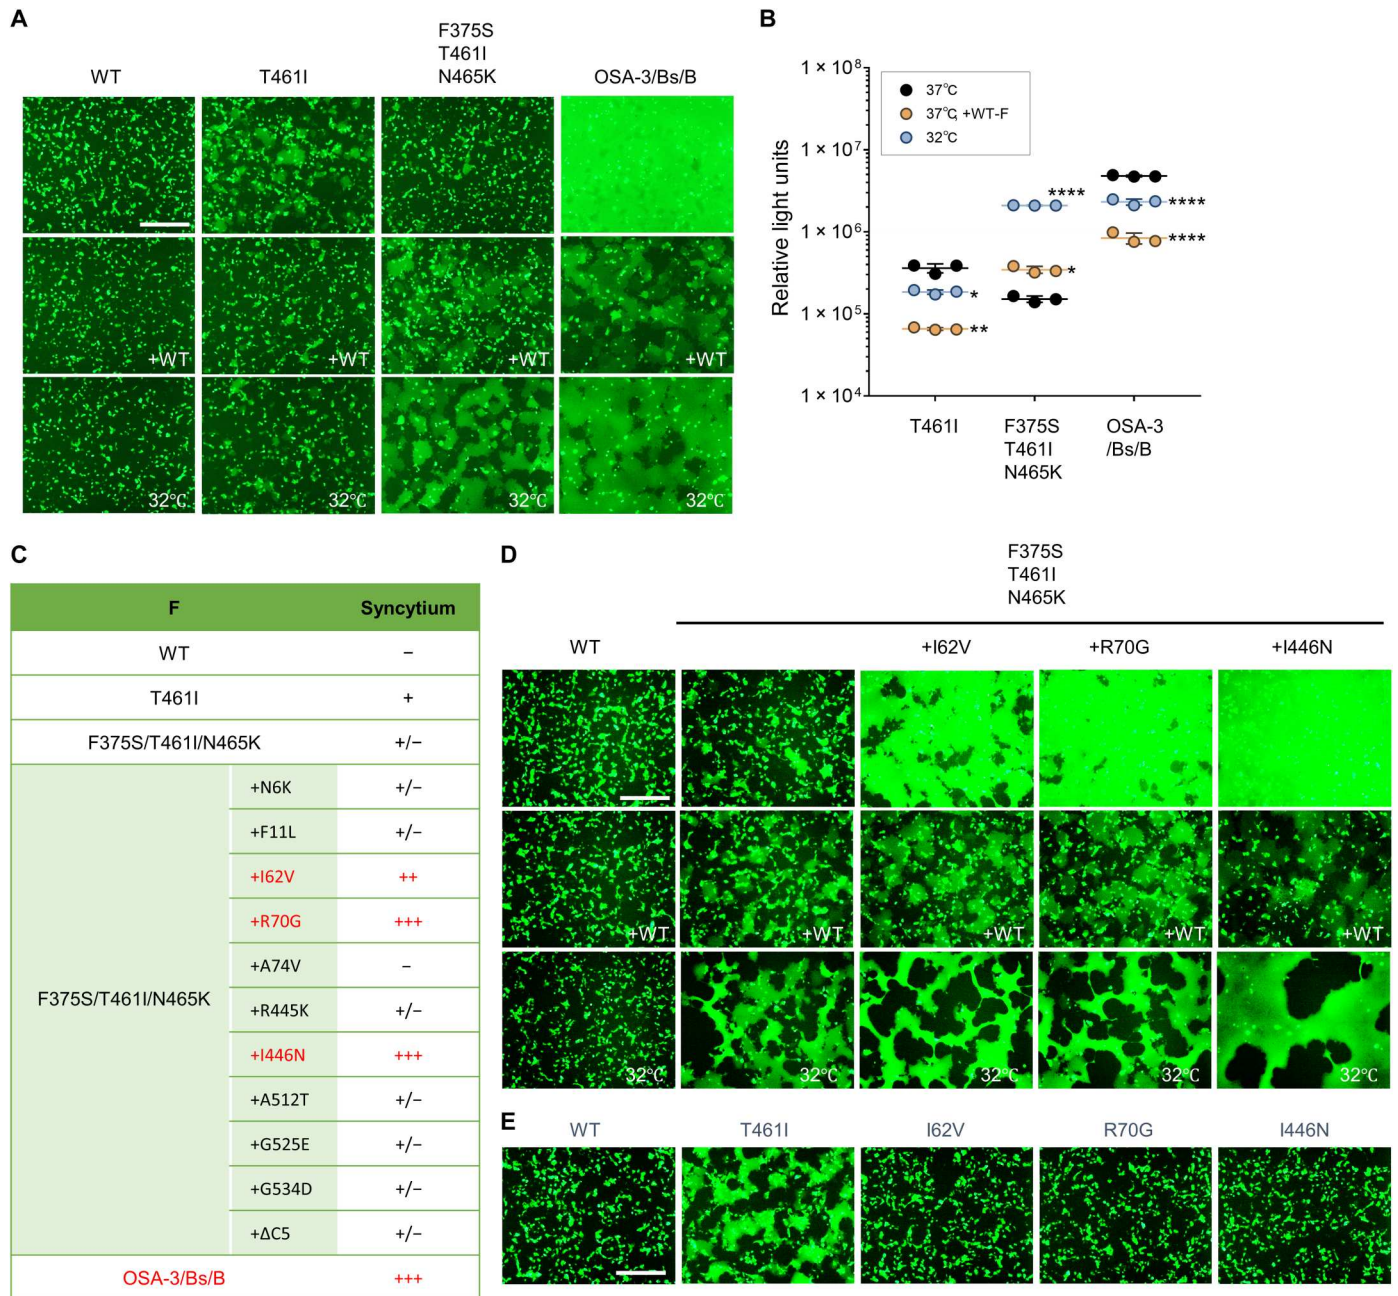 A
WT
T461I
F375S
T461I
N465K
OSA-3/Bs/B
+WT
+WT
+WT
+WT
32℃
32℃
32℃
32℃
B
Relative light units
1 × 10⁸
1 × 10⁷
1 × 10⁶
1 × 10⁵
1 × 10⁴
37℃
37℃, +WT-F
32℃
*
**
****
*
****
****
T461I
F375S
T461I
N465K
OSA-3
/Bs/B
C
F Syncytium
WT −
T461I +
F375S/T461I/N465K +/−
F375S/T461I/N465K
+N6K +/−
+F11L +/−
+I62V ++
+R70G +++
+A74V −
+R445K +/−
+I446N +++
+A512T +/−
+G525E +/−
+G534D +/−
+ΔC5 +/−
OSA-3/Bs/B +++
D
F375S
T461I
N465K
WT
+I62V
+R70G
+I446N
+WT
+WT
+WT
+WT
+WT
32℃
32℃
32℃
32℃
32℃
E
WT
T461I
I62V
R70G
I446N